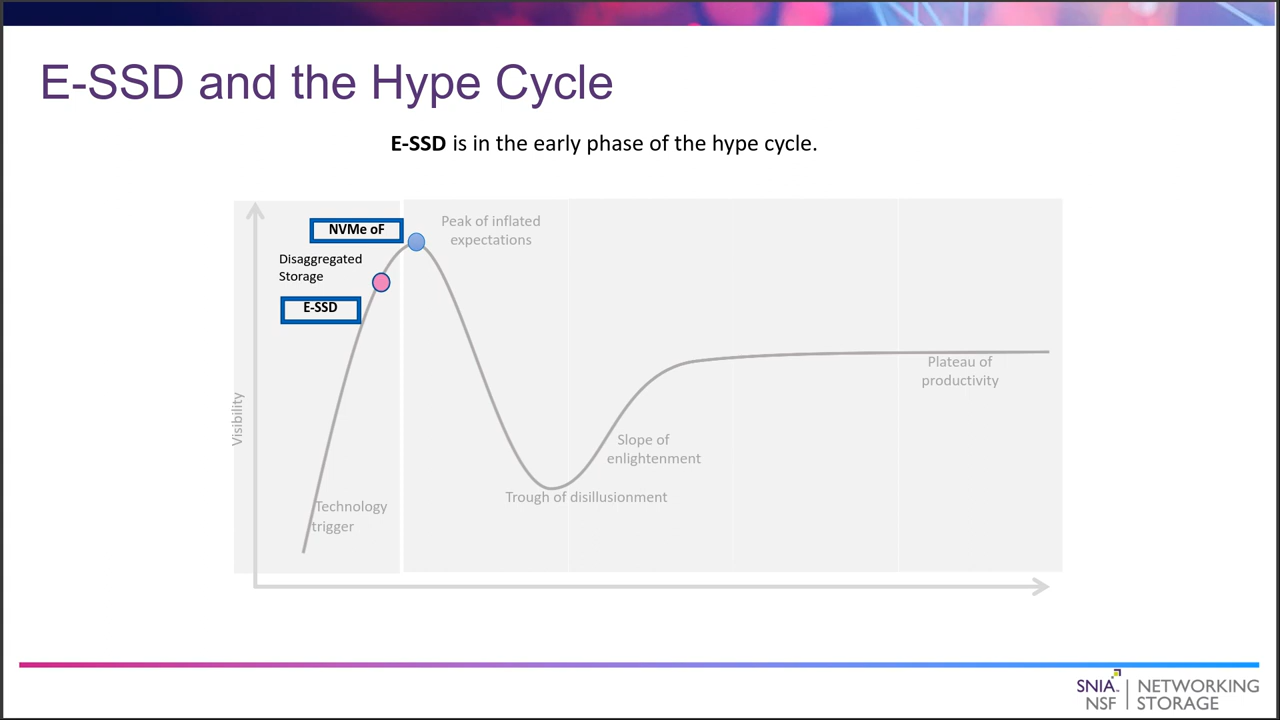 E-SSD and the Hype Cycle
E-SSD is in the early phase of the hype cycle.
NVMe oF
Peak of inflated
expectations
Disaggregated
Storage
E-SSD
Visibility
Plateau of
productivity
Slope of
enlightenment
Trough of disillusionment
Technology
trigger
SNIA™ | NETWORKING
NSF | STORAGE